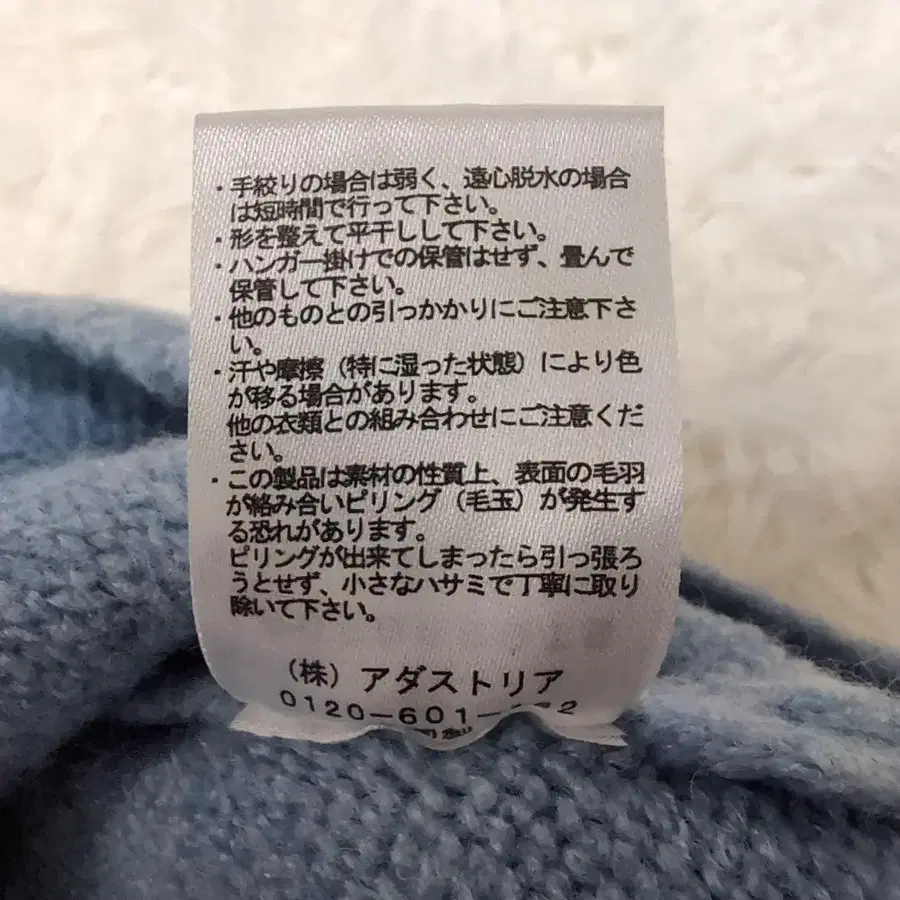 ・手絞りの場合は弱く、遠心脱水の場合
は短時間で行って下さい。
・形を整えて平干しして下さい。
・ハンガー掛けでの保管はせず、畳んで
保管して下さい。
・他のものとの引っかかりにご注意下さ
い。
・汗や摩擦（特に湿った状態）により色
が移る場合があります。
他の衣類との組み合わせにご注意くだ
さい。
・この製品は素材の性質上、表面の毛羽
が絡み合いピリング（毛玉）が発生す
る恐れがあります。
ピリングが出来てしまったら引っ張ろ
うとせず、小さなハサミで丁寧に取り
除いて下さい。
（株）アダストリア
0120-601-